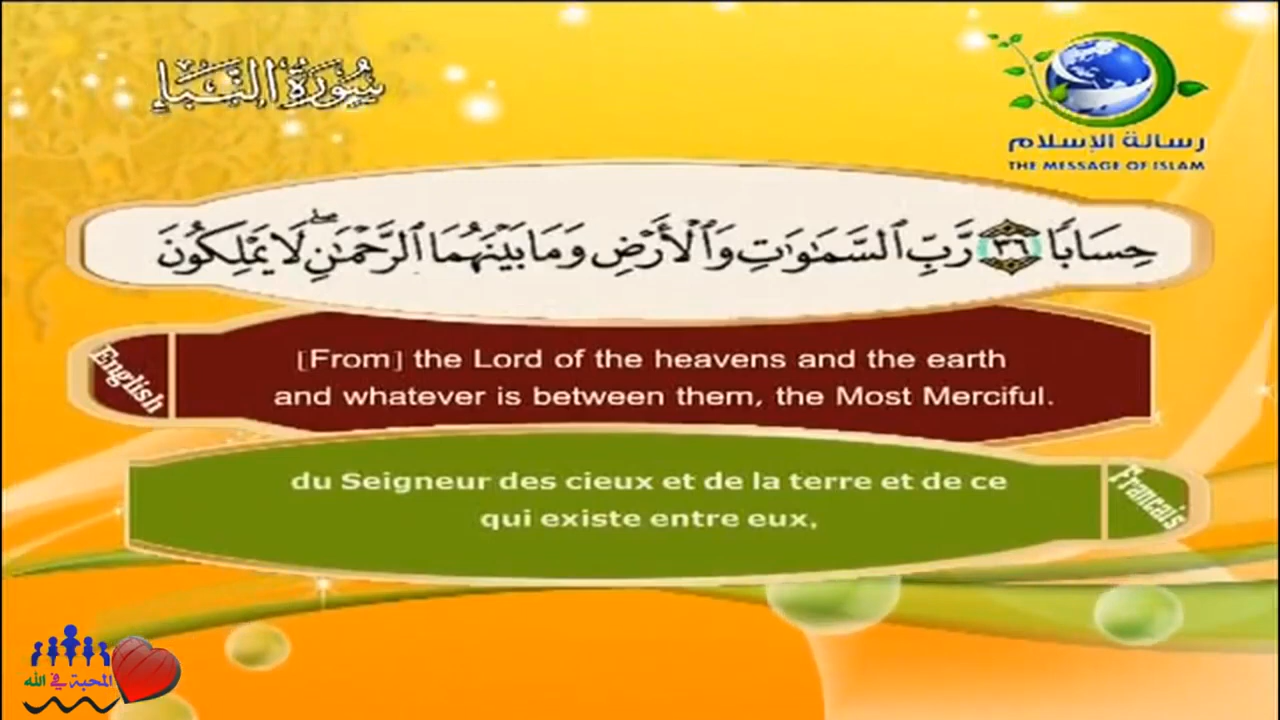 سُورَةُ النَّبَإِ
رسالة الإسلام
THE MESSAGE OF ISLAM
حِسَابًا ٣٦ رَّبِّ ٱلسَّمَٰوَٰتِ وَٱلْأَرْضِ وَمَا بَيْنَهُمَا ٱلرَّحْمَٰنِ ۖ لَا يَمْلِكُونَ
English
[From] the Lord of the heavens and the earth
and whatever is between them, the Most Merciful.
du Seigneur des cieux et de la terre et de ce
qui existe entre eux,
Francais
المحبة في الله